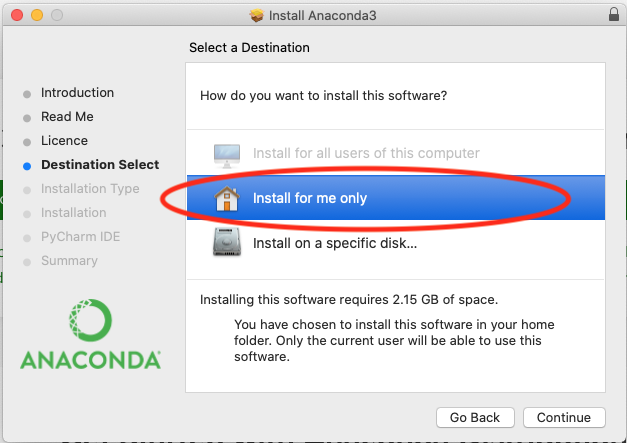 Install Anaconda3
Select a Destination
Introduction
Read Me
Licence
Destination Select
Installation Type
Installation
PyCharm IDE
Summary
ANACONDA®
How do you want to install this software?
Install for all users of this computer
Install for me only
Install on a specific disk...
Installing this software requires 2.15 GB of space.
You have chosen to install this software in your home
folder. Only the current user will be able to use this
software.
Go Back
Continue